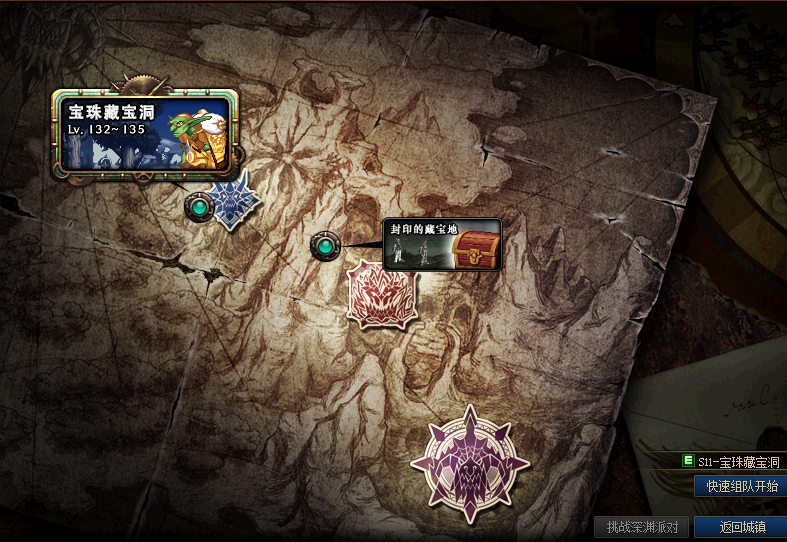 宝珠藏宝洞
Lv. 132~135
封印的藏宝地
E S11-宝珠藏宝洞
快速组队开始
挑战深渊派对
返回城镇